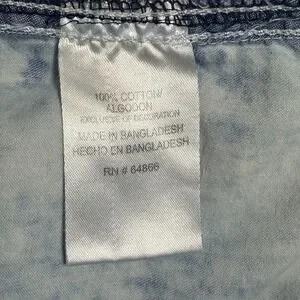 100% COTTON/
ALGODON
EXCLUSIVE OF DECORATION
MADE IN BANGLADESH
HECHO EN BANGLADESH
RN # 64866